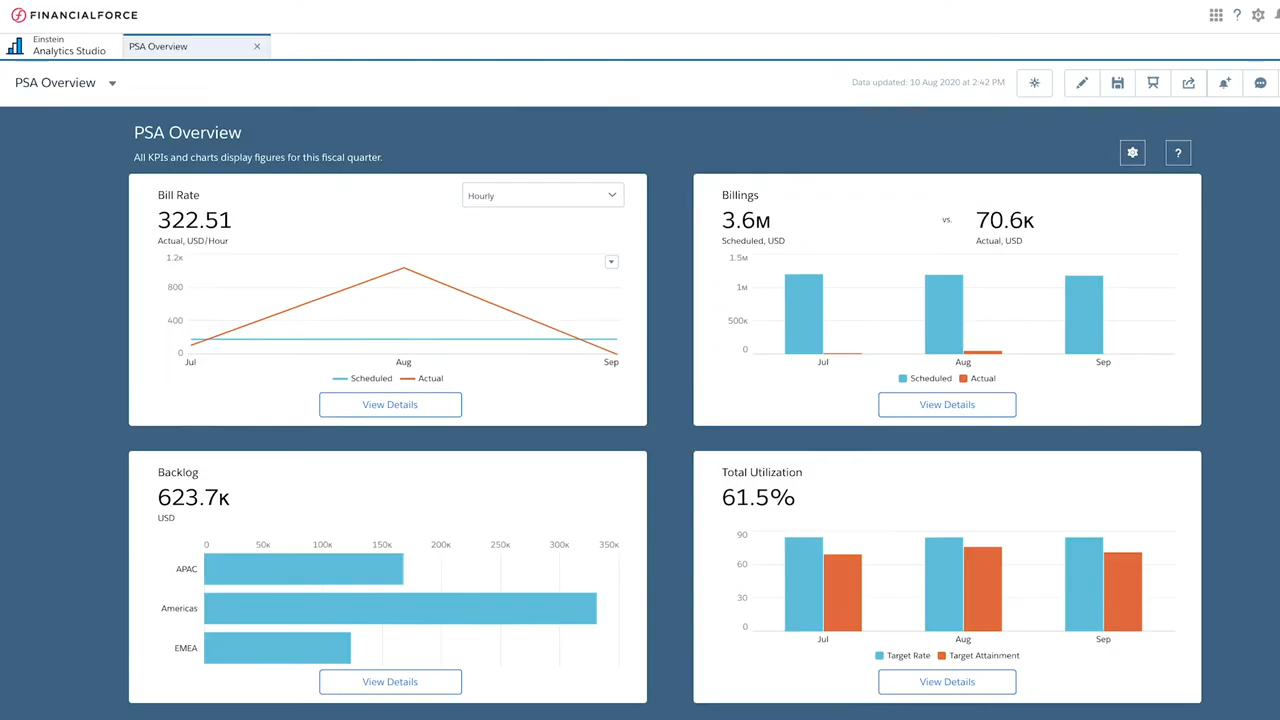 FINANCIALFORCE
?
Einstein
Analytics Studio
PSA Overview
PSA Overview
Data updated: 10 Aug 2020 at 2:42 PM
PSA Overview
All KPIs and charts display figures for this fiscal quarter.
?
Bill Rate
Hourly
322.51
Actual, USD/Hour
1.2K
800
400
0
Jul
Aug
Sep
Scheduled
Actual
View Details
Billings
3.6M
vs.
70.6K
Scheduled, USD
Actual, USD
1.5M
1M
500K
0
Jul
Aug
Sep
Scheduled
Actual
View Details
Backlog
623.7K
USD
0 50K 100K 150K 200K 250K 300K 350K
APAC
Americas
EMEA
View Details
Total Utilization
61.5%
90
60
30
0
Jul
Aug
Sep
Target Rate
Target Attainment
View Details